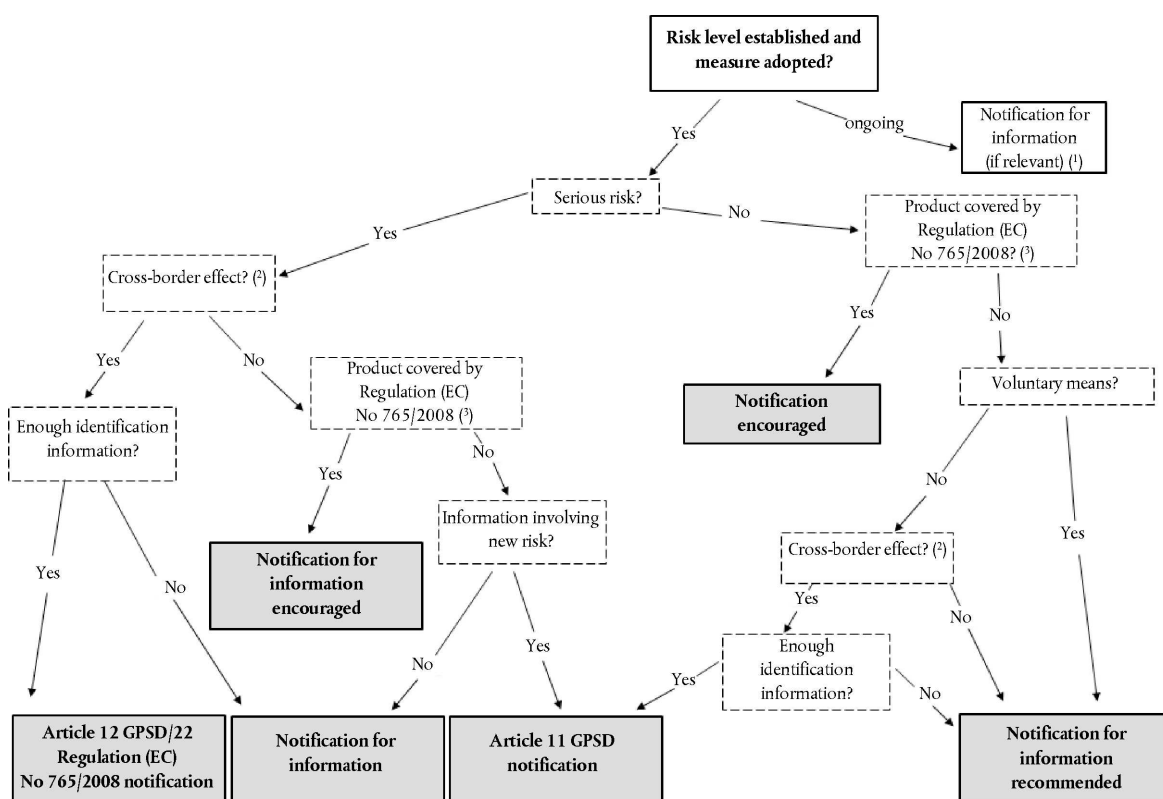 Risk level established and
measure adopted?
Yes
ongoing
Notification for
information
(if relevant) (¹)
Serious risk?
Yes
No
Product covered by
Regulation (EC)
No 765/2008? (³)
Cross-border effect? (²)
Yes
No
Yes
No
Product covered by
Regulation (EC)
No 765/2008 (³)
Notification
encouraged
Voluntary means?
Enough identification
information?
Yes
No
No
Yes
Information involving
new risk?
Cross-border effect? (²)
Notification for
information
encouraged
Yes
No
No
Yes
Yes
No
Enough
identification
information?
Yes
No
Article 12 GPSD/22
Regulation (EC)
No 765/2008 notification
Notification for
information
Article 11 GPSD
notification
Notification for
information
recommended